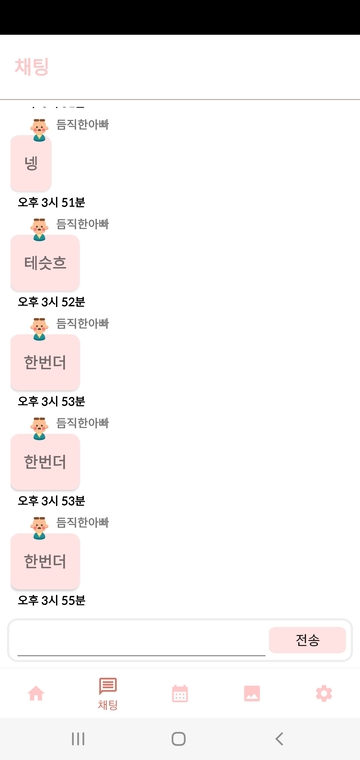 채팅
듬직한아빠
넹
오후 3시 51분
듬직한아빠
테슷흐
오후 3시 52분
듬직한아빠
한번더
오후 3시 53분
듬직한아빠
한번더
오후 3시 53분
듬직한아빠
한번더
오후 3시 55분
전송
채팅